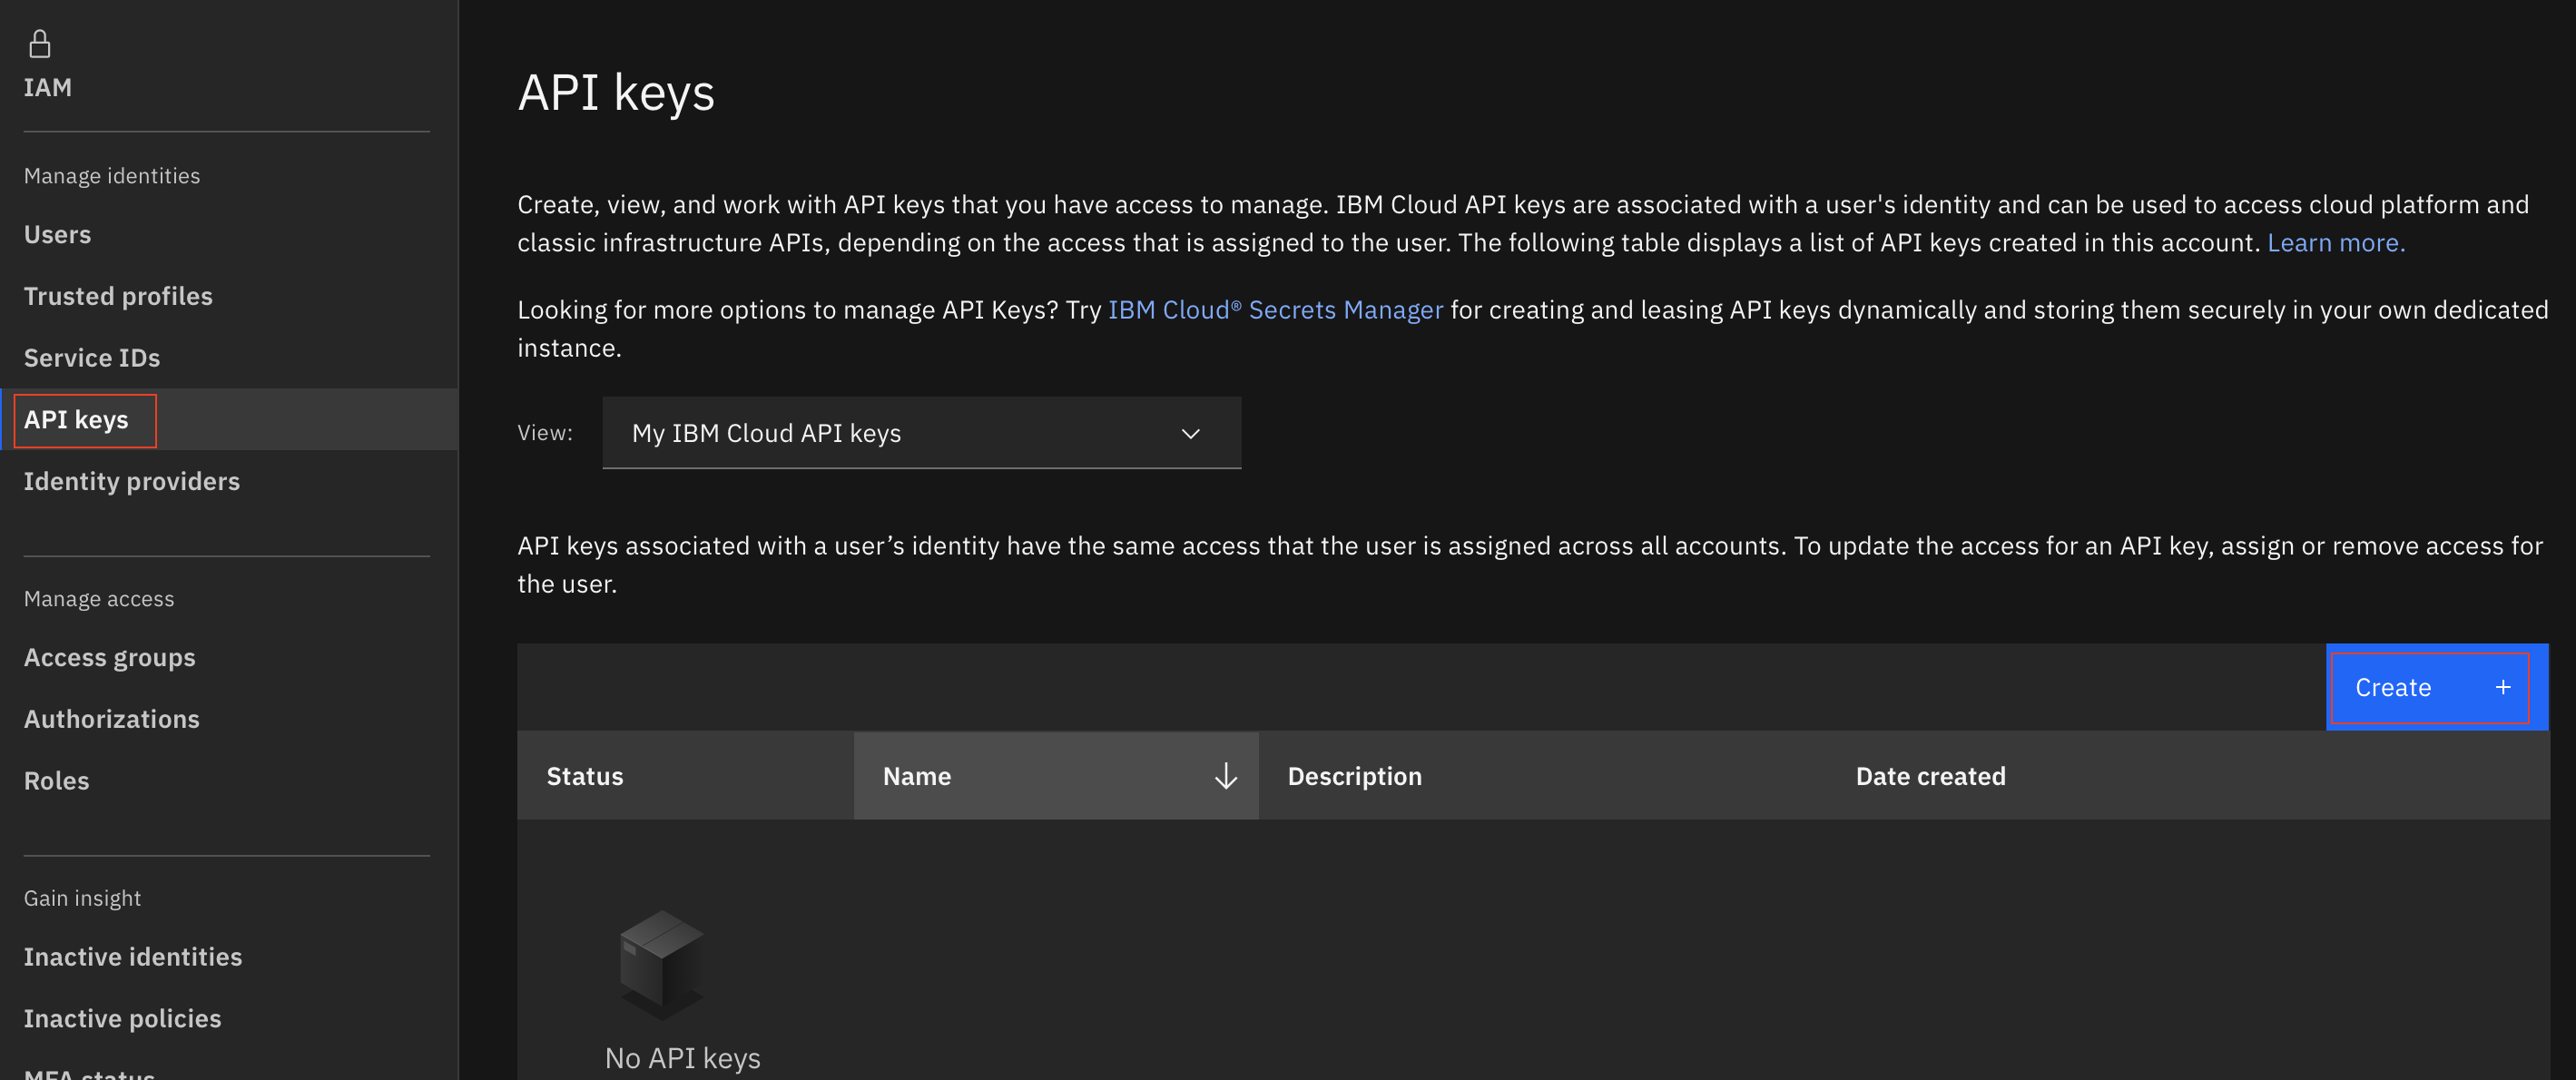 IAM
Manage identities
Users
Trusted profiles
Service IDs
API keys
Identity providers
Manage access
Access groups
Authorizations
Roles
Gain insight
Inactive identities
Inactive policies
MFA status
API keys
Create, view, and work with API keys that you have access to manage. IBM Cloud API keys are associated with a user's identity and can be used to access cloud platform and
classic infrastructure APIs, depending on the access that is assigned to the user. The following table displays a list of API keys created in this account. Learn more.
Looking for more options to manage API Keys? Try IBM Cloud® Secrets Manager for creating and leasing API keys dynamically and storing them securely in your own dedicated
instance.
View: My IBM Cloud API keys
API keys associated with a user’s identity have the same access that the user is assigned across all accounts. To update the access for an API key, assign or remove access for
the user.
Create +
Status Name Description Date created
No API keys